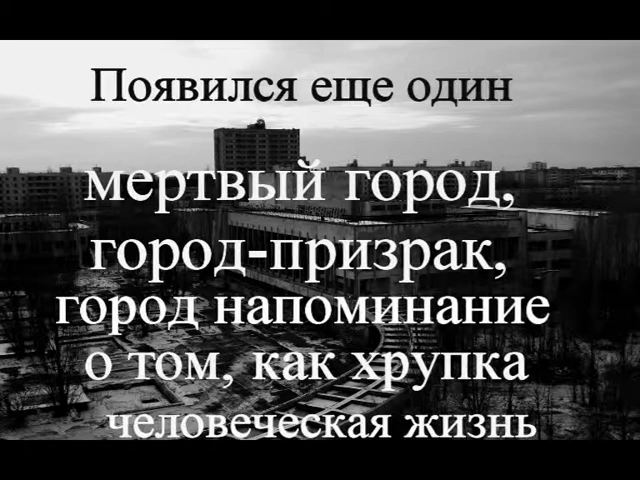 Появился еще один
мертвый город,
город-призрак,
город напоминание
о том, как хрупка
человеческая жизнь